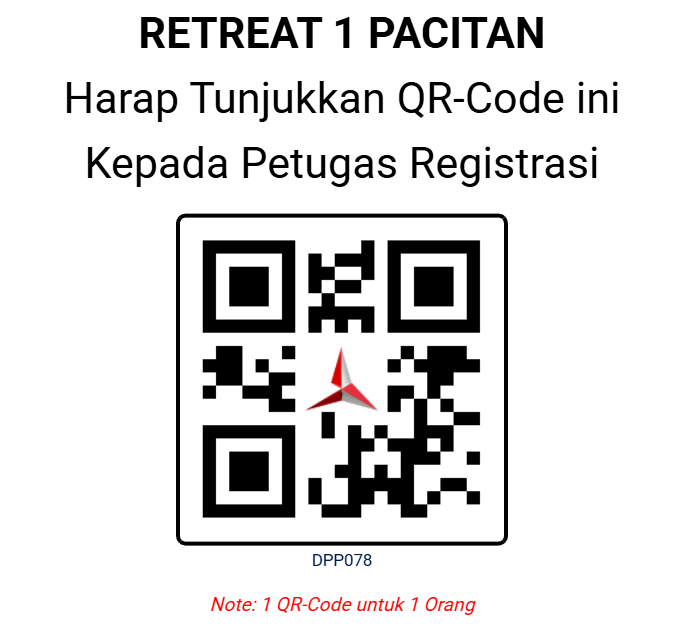 RETREAT 1 PACITAN
Harap Tunjukkan QR-Code ini
Kepada Petugas Registrasi
DPP078
Note: 1 QR-Code untuk 1 Orang